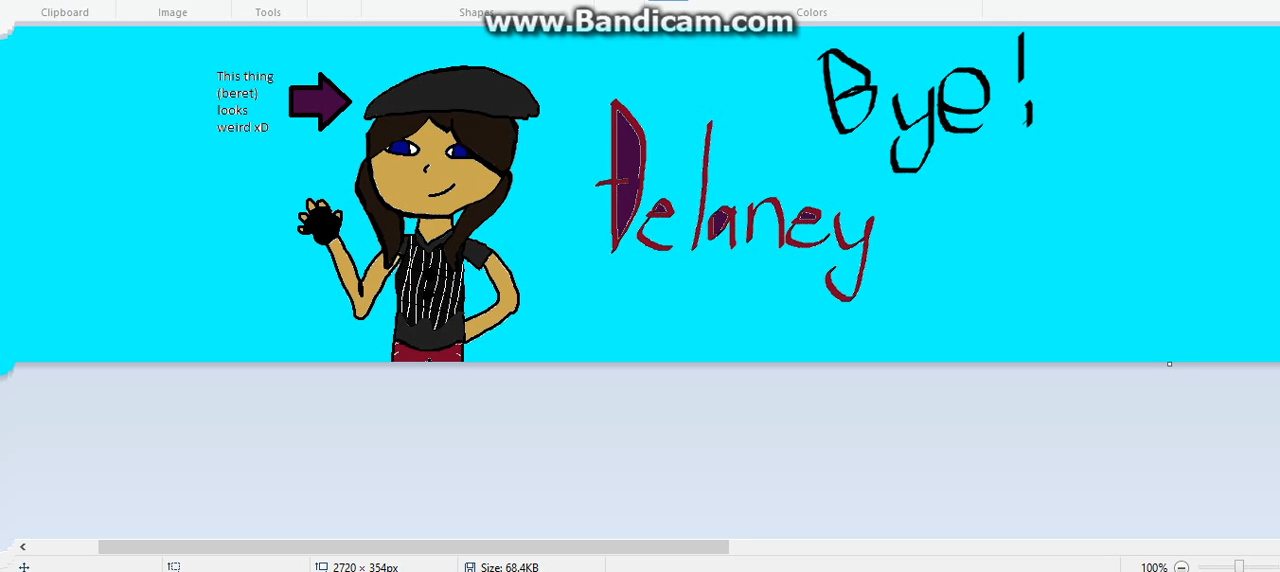 Clipboard Image Tools Shapes Colors
www.Bandicam.com
This thing
(beret)
looks
weird xD
Bye!
Delaney
2720 × 354px Size: 68.4KB 100%